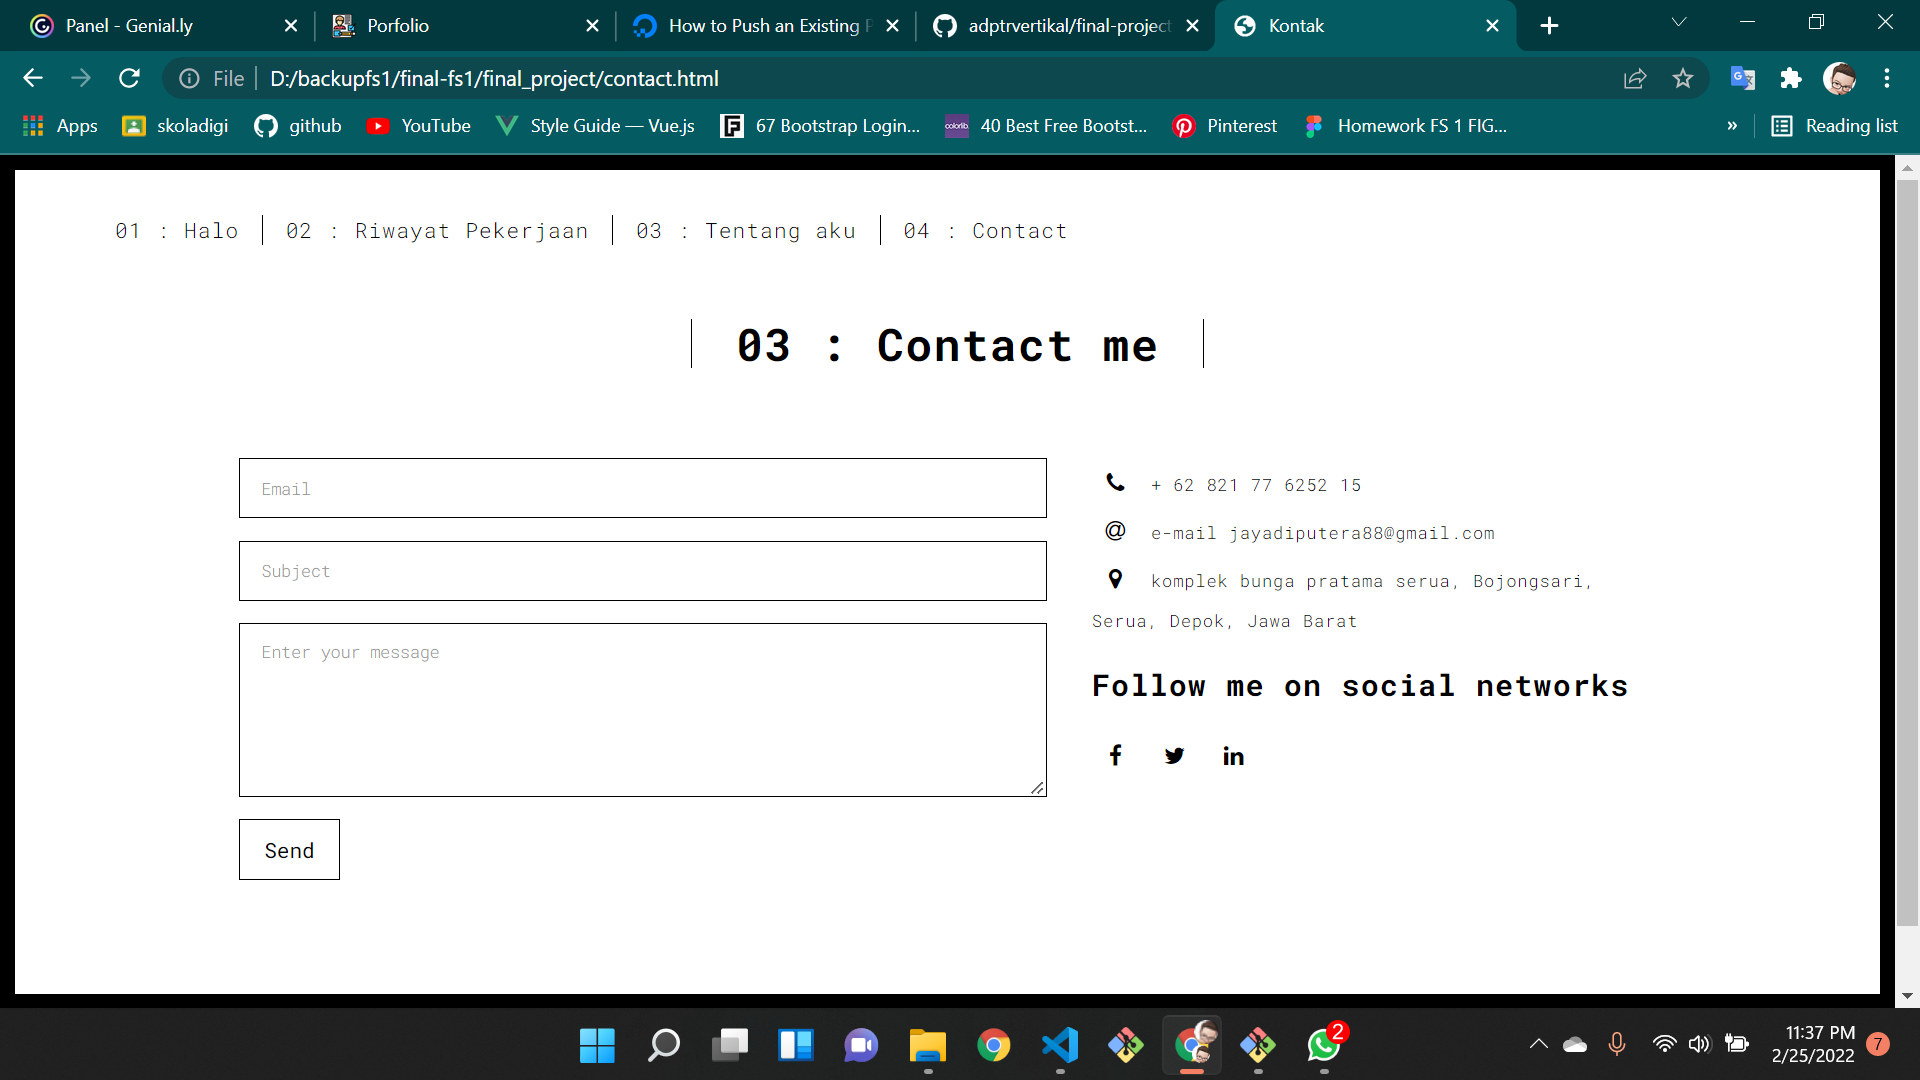 Panel - Genial.ly
Porfolio
How to Push an Existing P
adptrvertikal/final-project
Kontak
File
D:/backupfs1/final-fs1/final_project/contact.html
Apps
skoladigi
github
YouTube
Style Guide — Vue.js
67 Bootstrap Login...
colorlib.
40 Best Free Bootst...
Pinterest
Homework FS 1 FIG...
»
Reading list
01 : Halo
02 : Riwayat Pekerjaan
03 : Tentang aku
04 : Contact
03 : Contact me
Email
Subject
Enter your message
Send
+ 62 821 77 6252 15
e-mail jayadiputera88@gmail.com
komplek bunga pratama serua, Bojongsari,
Serua, Depok, Jawa Barat
Follow me on social networks
2
11:37 PM
2/25/2022
7